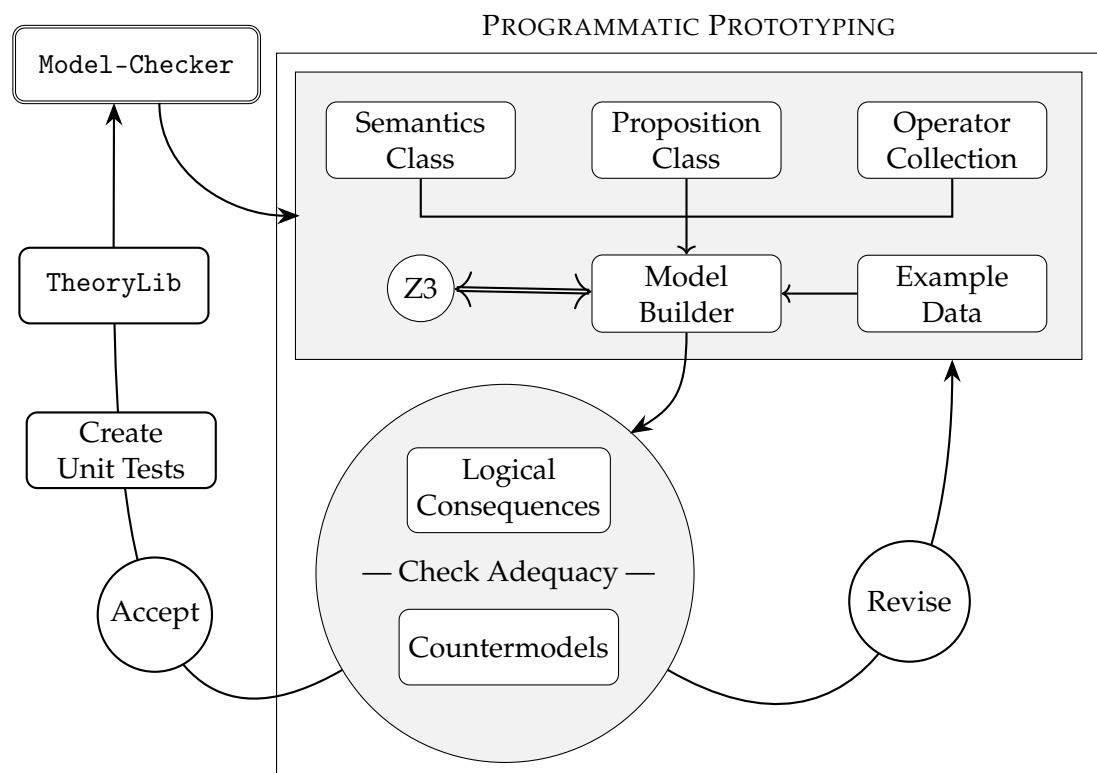 PROGRAMMATIC PROTOTYPING
Model-Checker
Semantics
Class
Proposition
Class
Operator
Collection
TheoryLib
Z3
Model
Builder
Example
Data
Create
Unit Tests
Logical
Consequences
— Check Adequacy —
Countermodels
Accept
Revise